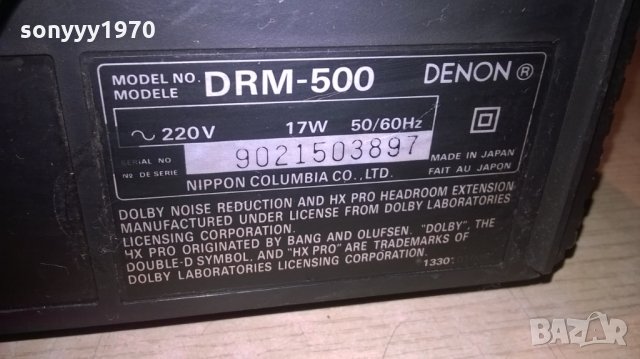 sonyyy1970
MODEL NO. DRM-500 DENON ®
MODELE
~ 220V 17W 50/60Hz
SERIAL NO 9021503897 MADE IN JAPAN
Nº DE SERIE FAIT AU JAPON
NIPPON COLUMBIA CO., LTD.
DOLBY NOISE REDUCTION AND HX PRO HEADROOM EXTENSION
MANUFACTURED UNDER LICENSE FROM DOLBY LABORATORIES
LICENSING CORPORATION.
HX PRO ORIGINATED BY BANG AND OLUFSEN. "DOLBY", THE
DOUBLE-D SYMBOL, AND "HX PRO" ARE TRADEMARKS OF
DOLBY LABORATORIES LICENSING CORPORATION.
BAZAR